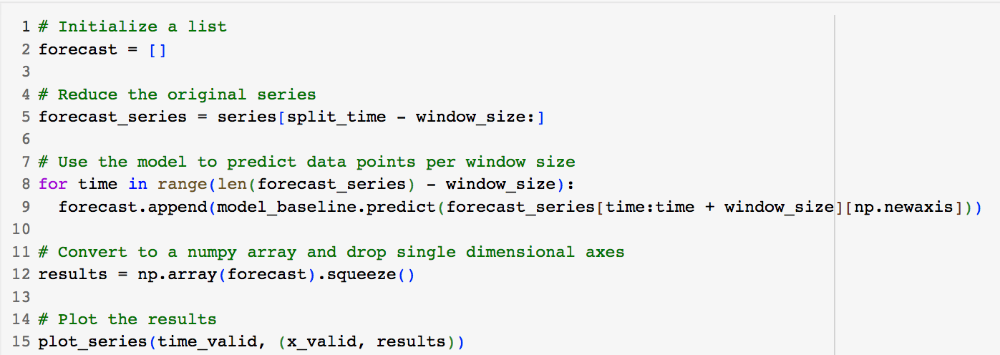 1 # Initialize a list
2 forecast = []
3
4 # Reduce the original series
5 forecast_series = series[split_time - window_size:]
6
7 # Use the model to predict data points per window size
8 for time in range(len(forecast_series) - window_size):
9   forecast.append(model_baseline.predict(forecast_series[time:time + window_size][np.newaxis]))
10
11 # Convert to a numpy array and drop single dimensional axes
12 results = np.array(forecast).squeeze()
13
14 # Plot the results
15 plot_series(time_valid, (x_valid, results))